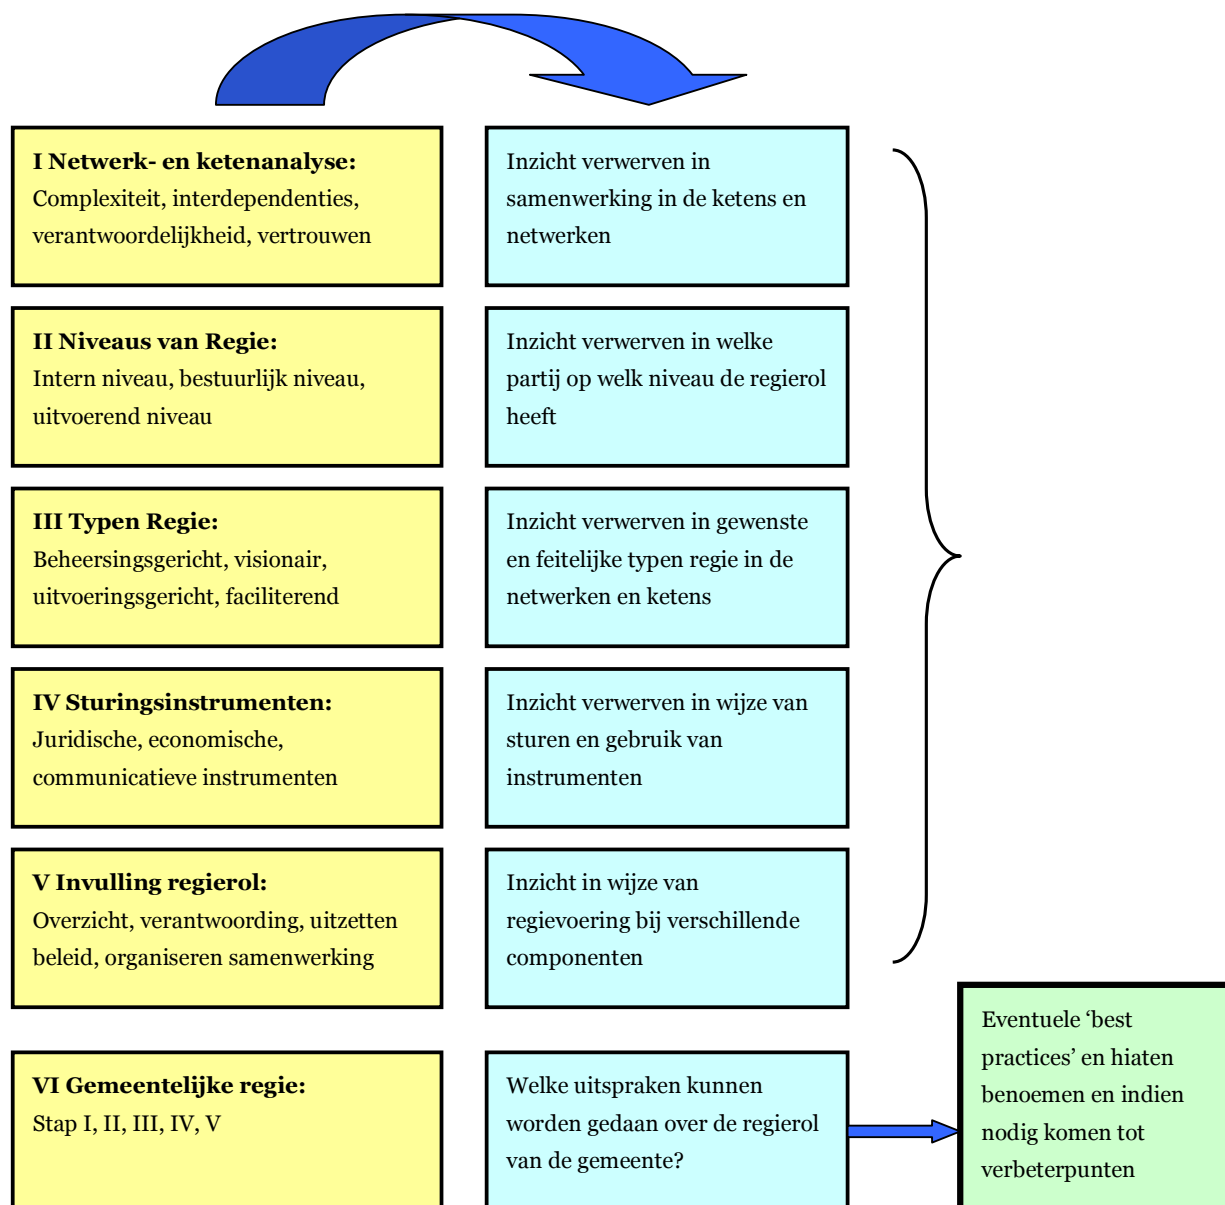 I Netwerk- en ketenanalyse:
Complexiteit, interdependenties,
verantwoordelijkheid, vertrouwen
Inzicht verwerven in
samenwerking in de ketens en
netwerken
II Niveaus van Regie:
Intern niveau, bestuurlijk niveau,
uitvoerend niveau
Inzicht verwerven in welke
partij op welk niveau de regierol
heeft
III Typen Regie:
Beheersingsgericht, visionair,
uitvoeringsgericht, faciliterend
Inzicht verwerven in gewenste
en feitelijke typen regie in de
netwerken en ketens
IV Sturingsinstrumenten:
Juridische, economische,
communicatieve instrumenten
Inzicht verwerven in wijze van
sturen en gebruik van
instrumenten
V Invulling regierol:
Overzicht, verantwoording, uitzetten
beleid, organiseren samenwerking
Inzicht in wijze van
regievoering bij verschillende
componenten
VI Gemeentelijke regie:
Stap I, II, III, IV, V
Welke uitspraken kunnen
worden gedaan over de regierol
van de gemeente?
Eventuele ‘best
practices’ en hiaten
benoemen en indien
nodig komen tot
verbeterpunten